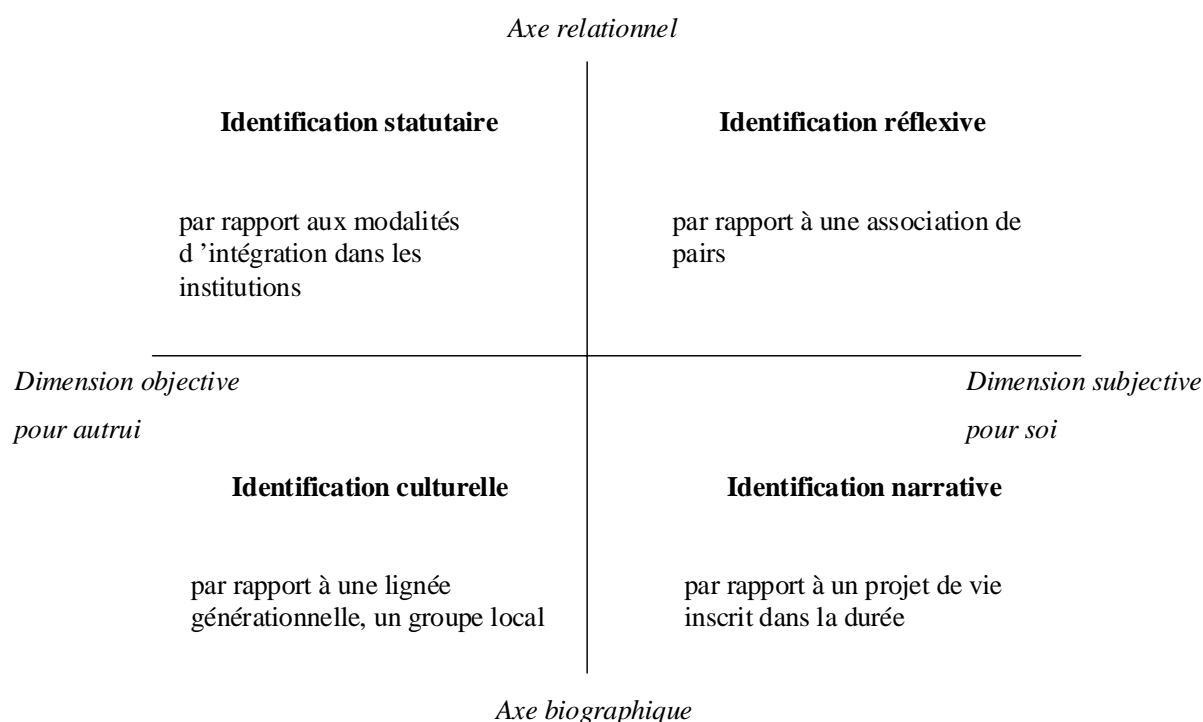 Axe relationnel
Identification statutaire
Identification réflexive
par rapport aux modalités
d ’intégration dans les
institutions
par rapport à une association de
pairs
Dimension objective
pour autrui
Dimension subjective
pour soi
Identification culturelle
Identification narrative
par rapport à une lignée
générationnelle, un groupe local
par rapport à un projet de vie
inscrit dans la durée
Axe biographique